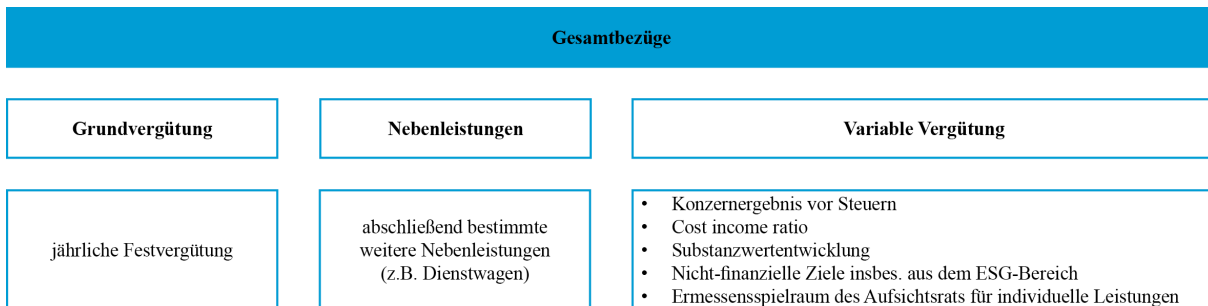 Gesamtbezüge
Grundvergütung
Nebenleistungen
Variable Vergütung
jährliche Festvergütung
abschließend bestimmte
weitere Nebenleistungen
(z.B. Dienstwagen)
• Konzernergebnis vor Steuern
• Cost income ratio
• Substanzwertentwicklung
• Nicht-finanzielle Ziele insbes. aus dem ESG-Bereich
• Ermessensspielraum des Aufsichtsrats für individuelle Leistungen